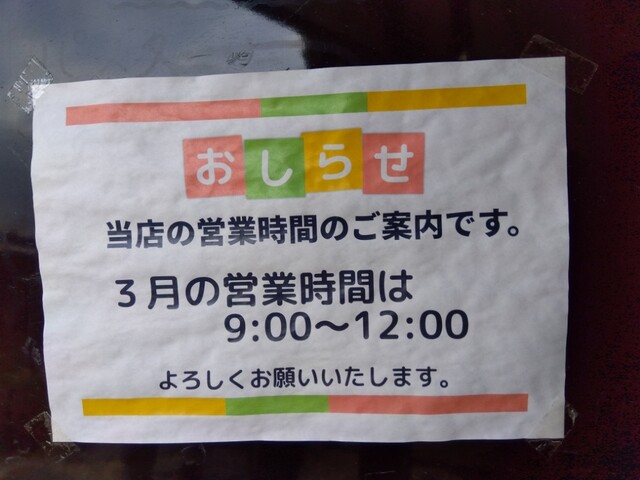 おしらせ
当店の営業時間のご案内です。
３月の営業時間は
9:00～12:00
よろしくお願いいたします。